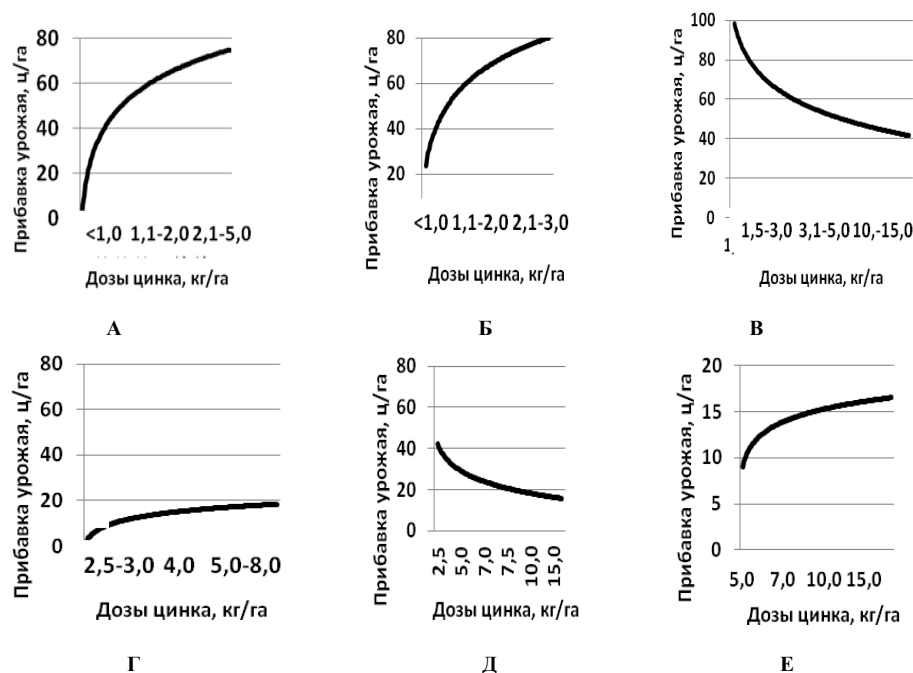 Прибавка урожая, ц/га
80
60
40
20
0
<1,0 1,1-2,0 2,1-5,0
Дозы цинка, кг/га
А
Прибавка урожая, ц/га
80
60
40
20
<1,0 1,1-2,0 2,1-3,0
Дозы цинка, кг/га
Б
Прибавка урожая, ц/га
100
80
60
40
20
0
1, 1,5-3,0 3,1-5,0 10,-15,0
Дозы цинка, кг/га
В
Прибавка урожая, ц/га
80
60
40
20
0
2,5-3,0 4,0 5,0-8,0
Дозы цинка, кг/га
Г
Прибавка урожая, ц/га
80
60
40
20
0
2,5 5,0 7,0 7,5 10,0 15,0
Дозы цинка, кг/га
Д
Прибавка урожая, ц/га
20
15
10
5
0
5,0 7,0 10,0 15,0
Дозы цинка, кг/га
Е